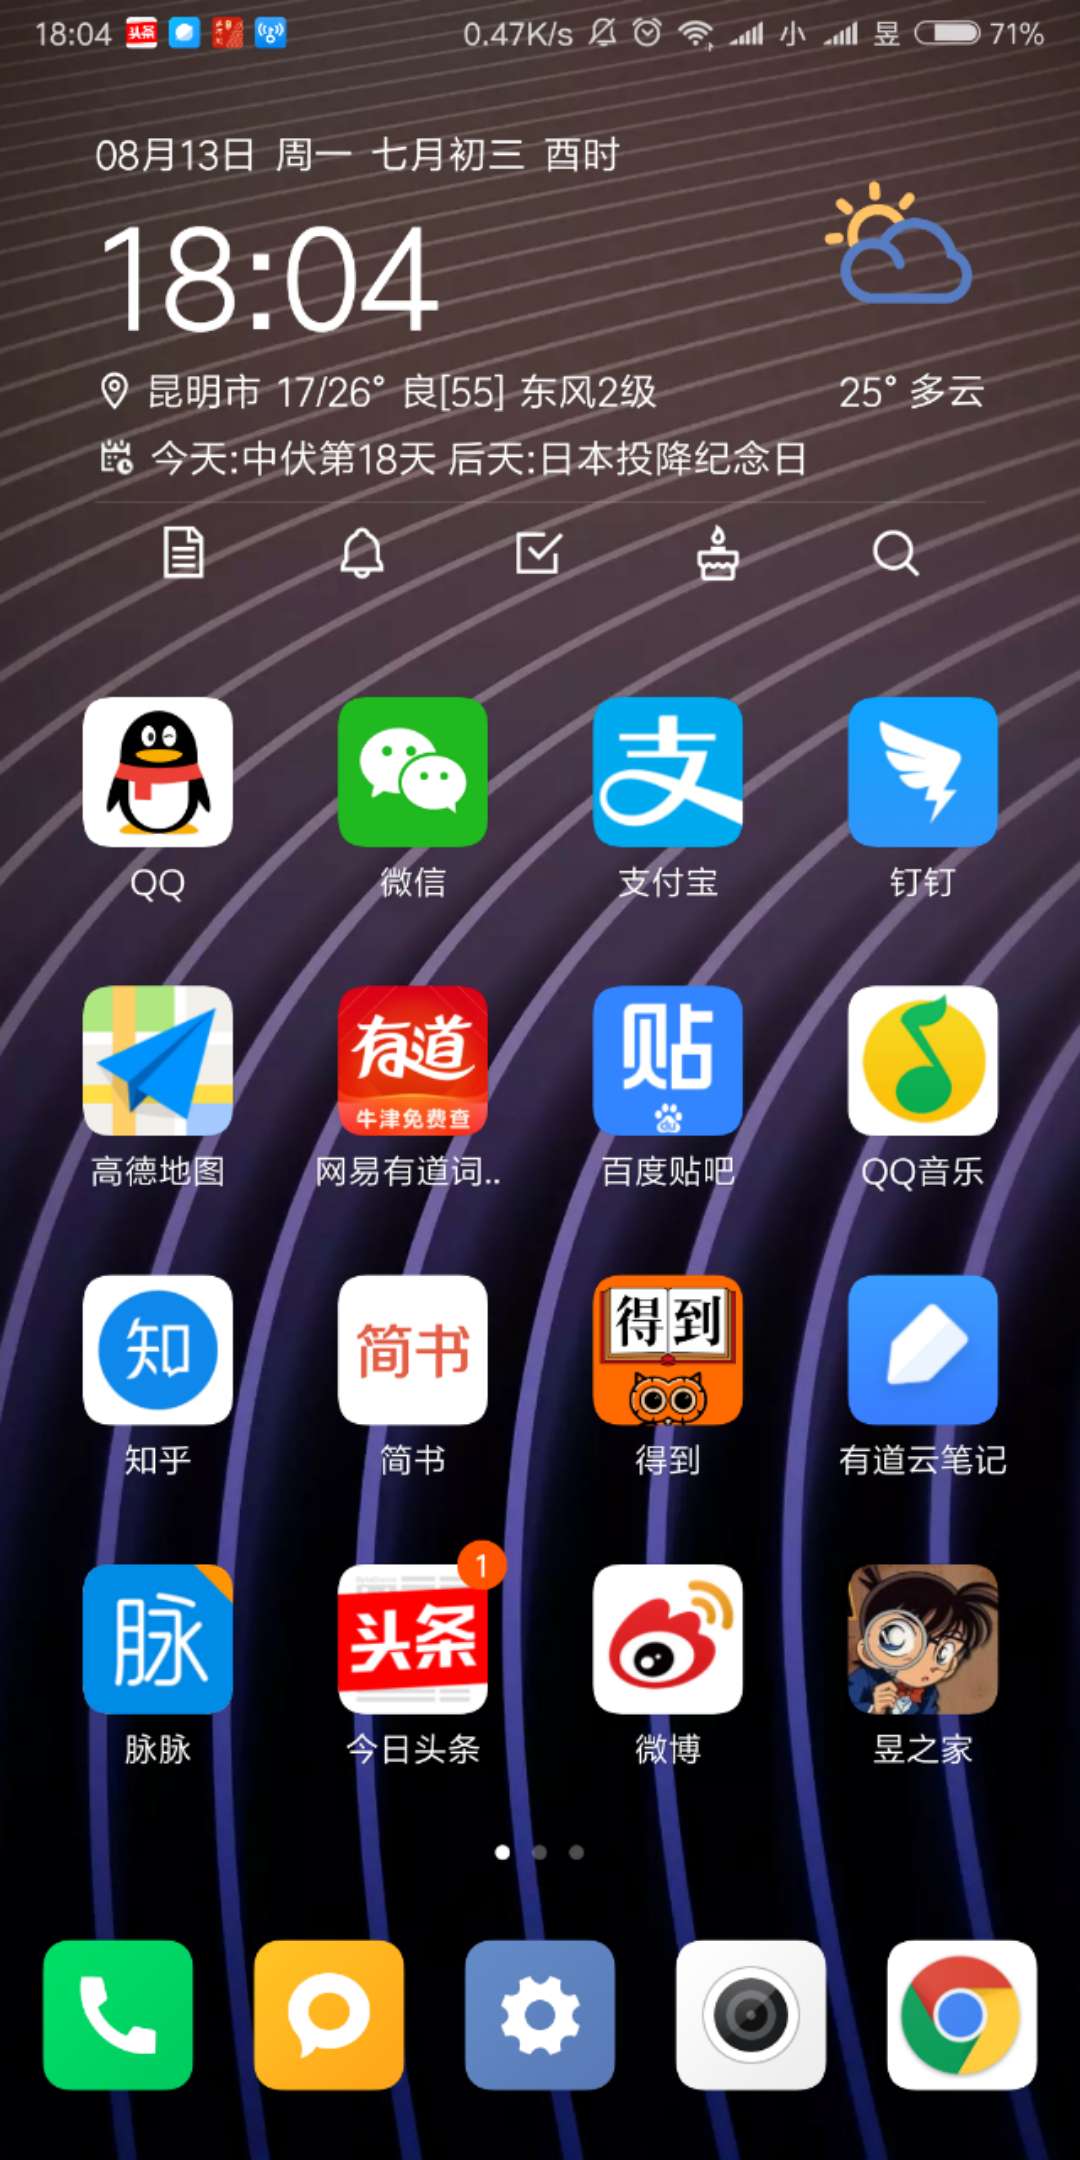 18:04 头条 0.47K/s 小 昱 71%
08月13日 周一 七月初三 酉时
18:04
昆明市 17/26° 良[55] 东风2级 25° 多云
今天:中伏第18天 后天:日本投降纪念日
支
QQ 微信 支付宝 钉钉
有道 贴
牛津免费查 du
高德地图 网易有道词.. 百度贴吧 QQ音乐
知 简书 得到
知乎 简书 得到 有道云笔记
1
脉 头条
脉脉 今日头条 微博 昱之家